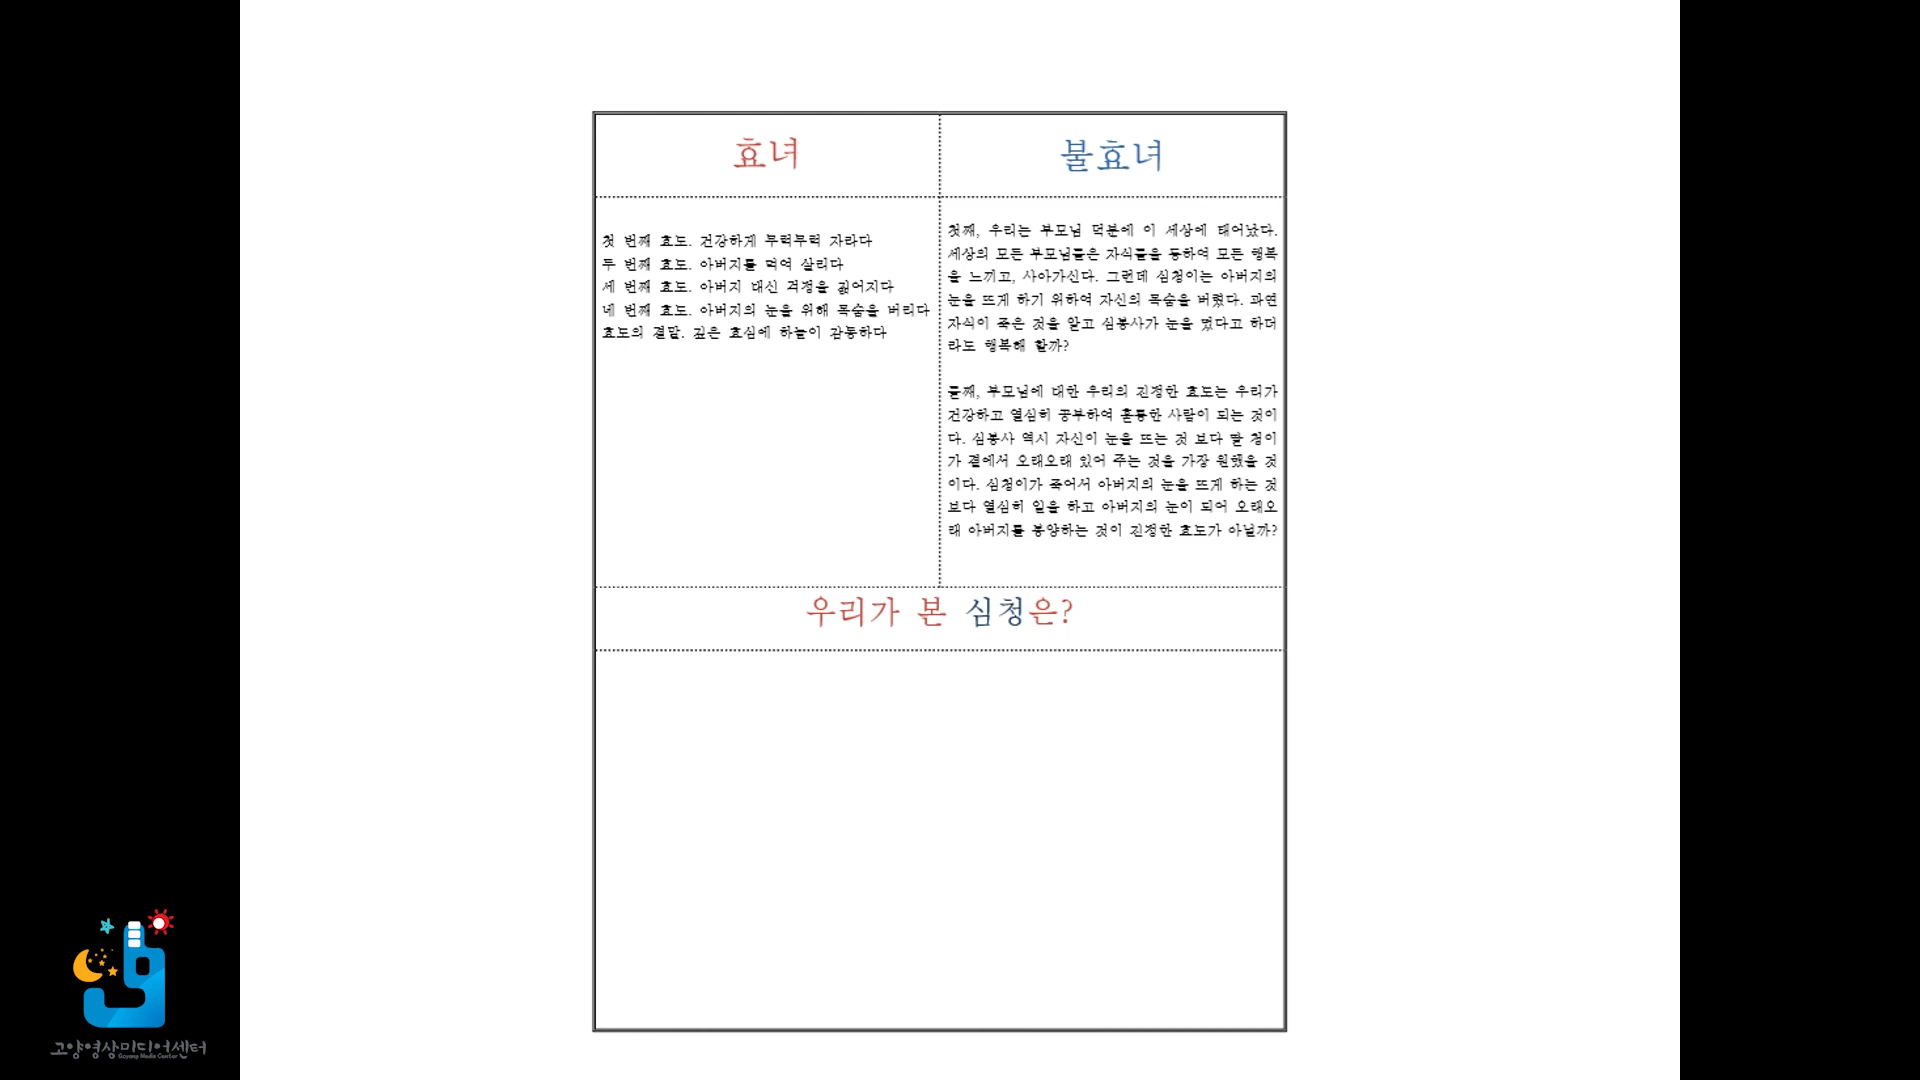 효녀
불효녀
첫 번째 효도. 건강하게 무럭무럭 자라다
두 번째 효도. 아버지를 먹여 살리다
세 번째 효도. 아버지 대신 걱정을 짊어지다
네 번째 효도. 아버지의 눈을 위해 목숨을 버리다
효도의 결말. 깊은 효심에 하늘이 감동하다
첫째, 우리는 부모님 덕분에 이 세상에 태어났다.
세상의 모든 부모님들은 자식들을 통하여 모든 행복
을 느끼고, 사아가신다. 그런데 심청이는 아버지의
눈을 뜨게 하기 위하여 자신의 목숨을 버렸다. 과연
자식이 죽은 것을 알고 심봉사가 눈을 떴다고 하더
라도 행복해 할까?
둘째, 부모님에 대한 우리의 진정한 효도는 우리가
건강하고 열심히 공부하여 훌륭한 사람이 되는 것이
다. 심봉사 역시 자신이 눈을 뜨는 것 보다 딸 청이
가 곁에서 오래오래 있어 주는 것을 가장 원했을 것
이다. 심청이가 죽어서 아버지의 눈을 뜨게 하는 것
보다 열심히 일을 하고 아버지의 눈이 되어 오래오
래 아버지를 봉양하는 것이 진정한 효도가 아닐까?
우리가 본 심청은?
고양영상미디어센터
Goyang Media Center